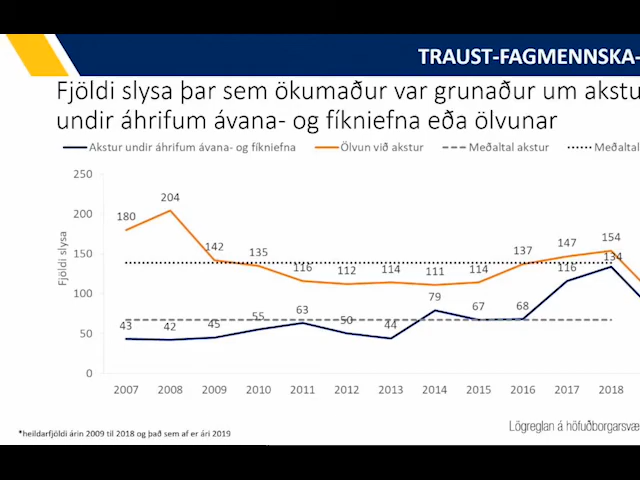 TRAUST-FAGMENNSKA-
Fjöldi slysa þar sem ökumaður var grunaður um akstu
undir áhrifum ávana- og fíkniefna eða ölvunar
Akstur undir áhrifum ávana- og fíkniefna Ölvun við akstur Meðaltal akstur Meðaltal
250
200
150
100
50
0
Fjöldi slysa
180 204 142 135 116 112 114 111 114 137 147 154
43 42 45 55 63 50 44 79 67 68 116 134
2007 2008 2009 2010 2011 2012 2013 2014 2015 2016 2017 2018
*heildarfjöldi árin 2009 til 2018 og það sem af er ári 2019
Lögreglan á höfuðborgarsvæ